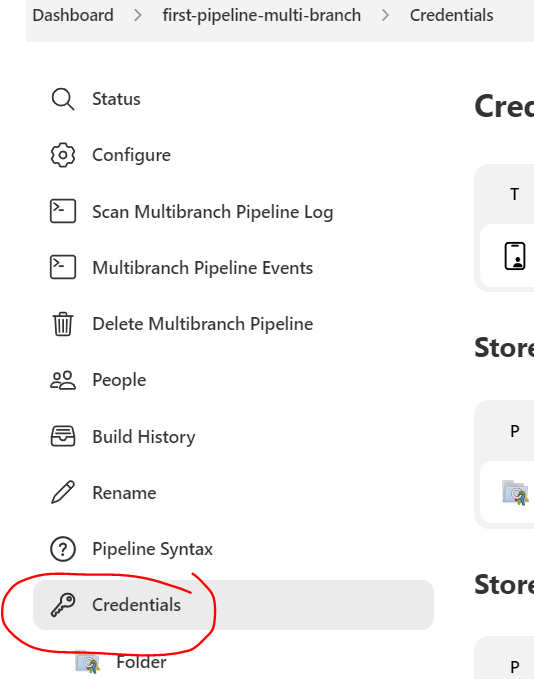 Dashboard > first-pipeline-multi-branch > Credentials
Status
Configure
Scan Multibranch Pipeline Log
Multibranch Pipeline Events
Delete Multibranch Pipeline
People
Build History
Rename
Pipeline Syntax
Credentials
Folder
Cred
T
Store
P
Store
P